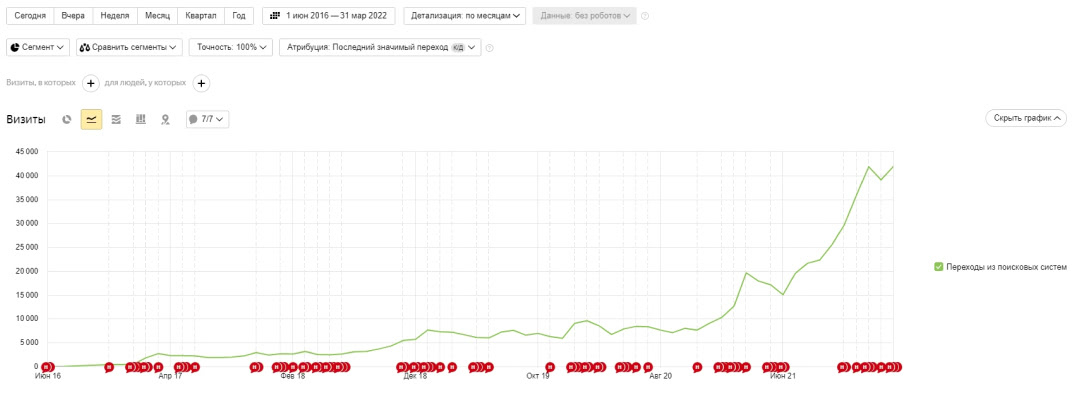 Сегодня Вчера Неделя Месяц Квартал Год 1 июн 2016 — 31 мар 2022 Детализация: по месяцам Данные: без роботов ?
Сегмент Сравнить сегменты Точность: 100% Атрибуция: Последний значимый переход К/Д ?
Визиты, в которых + для людей, у которых +
Визиты 7/7 Скрыть график
45 000
40 000
35 000
30 000
25 000
20 000
15 000
10 000
5 000
0
Переходы из поисковых систем
Июн 16 Апр 17 Фев 18 Дек 18 Окт 19 Авг 20 Июн 21